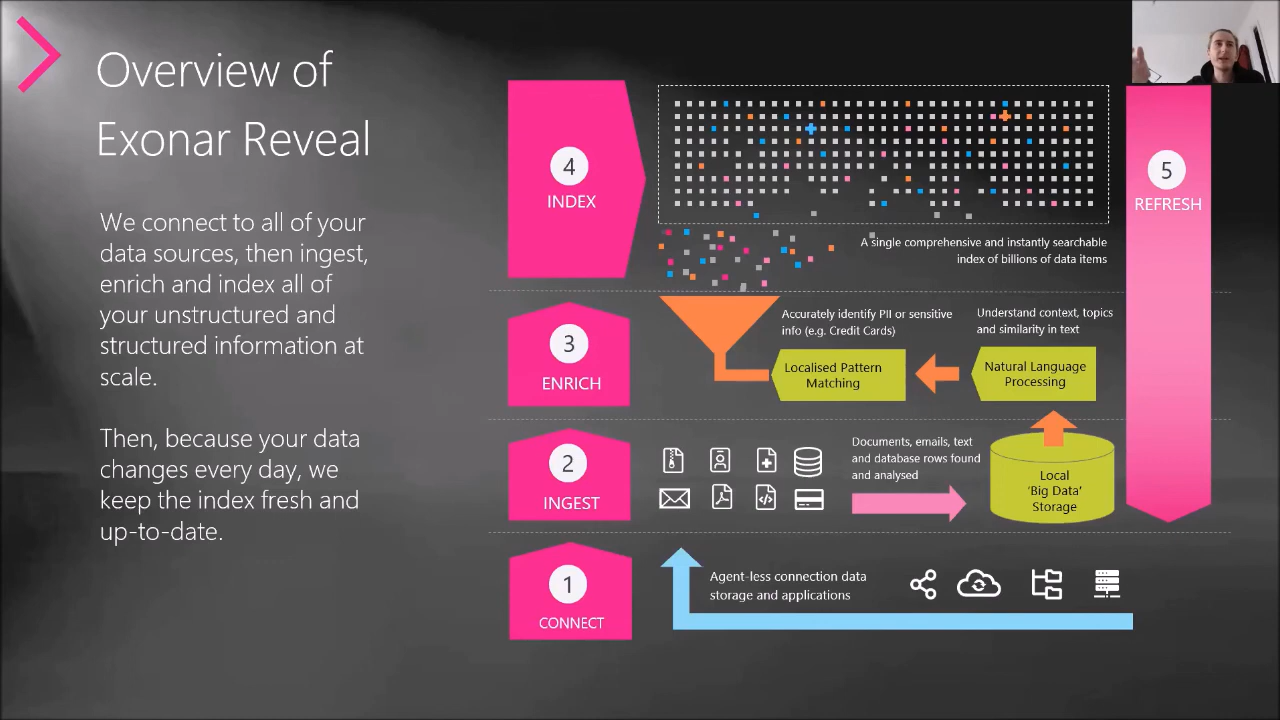 Overview of
Exonar Reveal
We connect to all of your
data sources, then ingest,
enrich and index all of
your unstructured and
structured information at
scale.
Then, because your data
changes every day, we
keep the index fresh and
up-to-date.
4
INDEX
A single comprehensive and instantly searchable
index of billions of data items
5
REFRESH
3
ENRICH
Accurately identify PII or sensitive
info (e.g. Credit Cards)
Understand context, topics
and similarity in text
Localised Pattern
Matching
Natural Language
Processing
2
INGEST
Documents, emails, text
and database rows found
and analysed
Local
'Big Data'
Storage
1
CONNECT
Agent-less connection data
storage and applications